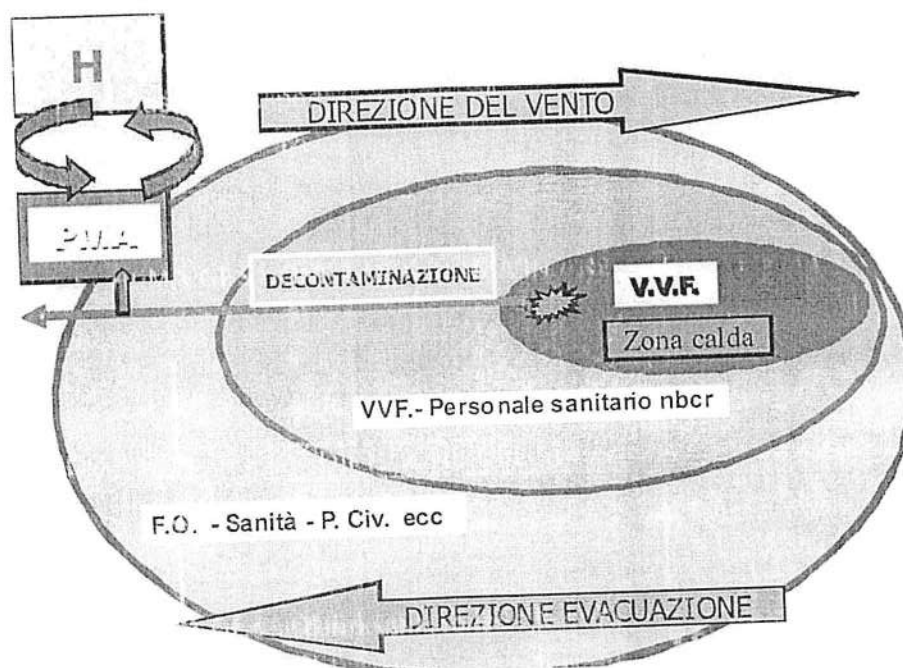 H
DIREZIONE DEL VENTO
P.M.A.
DECONTAMINAZIONE
V.V.F.
Zona calda
VVF.- Personale sanitario nbcr
F.O. - Sanità - P. Civ. ecc
DIREZIONE EVACUAZIONE